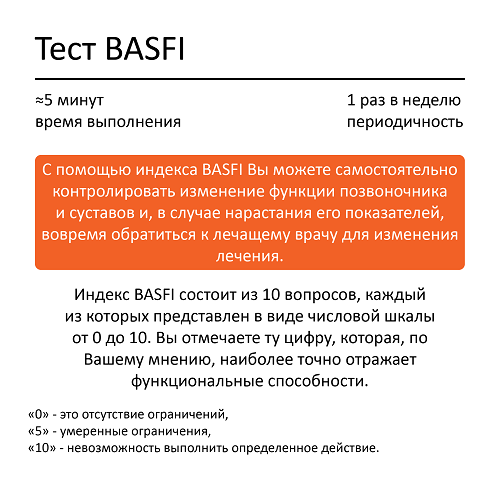 Тест BASFI
≈5 минут
время выполнения
1 раз в неделю
периодичность
С помощью индекса BASFI Вы можете самостоятельно
контролировать изменение функции позвоночника
и суставов и, в случае нарастания его показателей,
вовремя обратиться к лечащему врачу для изменения
лечения.
Индекс BASFI состоит из 10 вопросов, каждый
из которых представлен в виде числовой шкалы
от 0 до 10. Вы отмечаете ту цифру, которая, по
Вашему мнению, наиболее точно отражает
функциональные способности.
«0» - это отсутствие ограничений,
«5» - умеренные ограничения,
«10» - невозможность выполнить определенное действие.